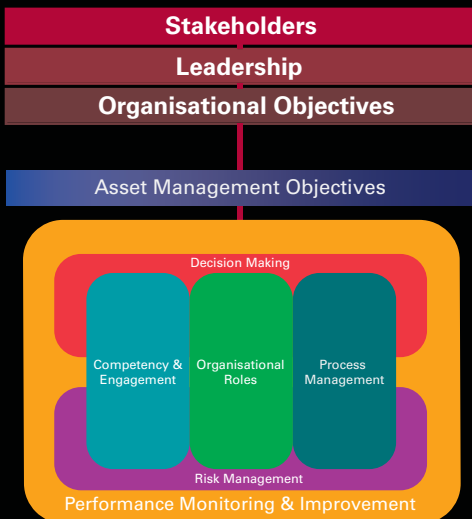 Stakeholders
Leadership
Organisational Objectives
Asset Management Objectives
Decision Making
Competency &
Engagement
Organisational
Roles
Process
Management
Risk Management
Performance Monitoring & Improvement